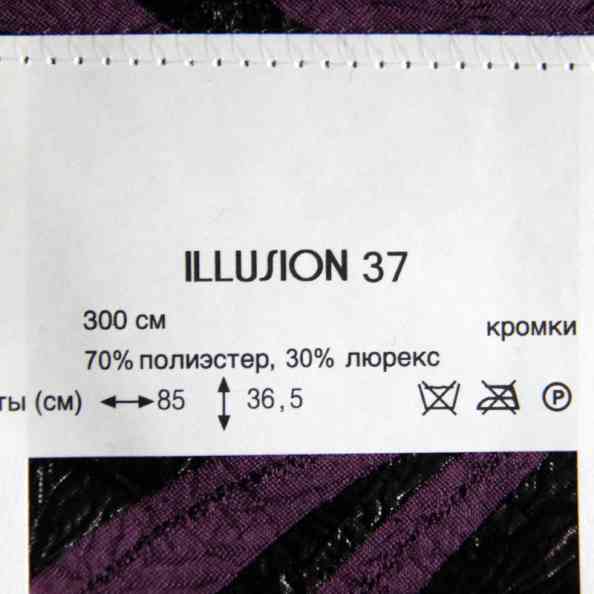 ILLUSION 37
300 см
кромки
70% полиэстер, 30% люрекс
ты (см) 85 36,5
P